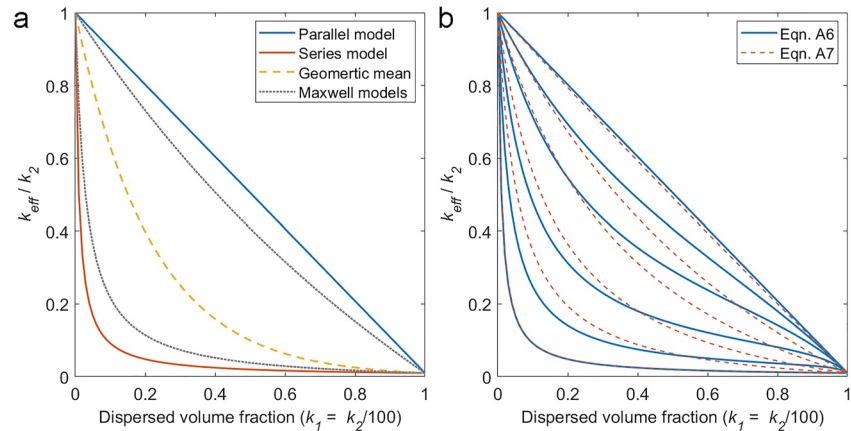 a
Parallel model
Series model
Geomertic mean
Maxwell models
1
0.8
0.6
0.4
0.2
0
k_eff / k_2
0 0.2 0.4 0.6 0.8 1
Dispersed volume fraction (k_1 = k_2/100)
b
Eqn. A6
Eqn. A7
1
0.8
0.6
0.4
0.2
0
k_eff / k_2
0 0.2 0.4 0.6 0.8 1
Dispersed volume fraction (k_1 = k_2/100)